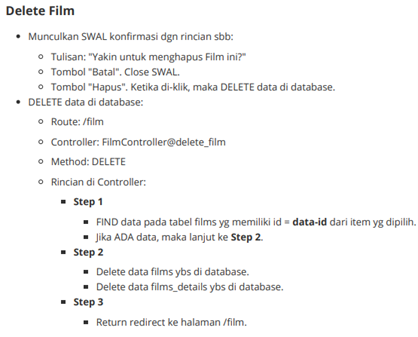 Delete Film
Munculkan SWAL konfirmasi dgn rincian sbb:
Tulisan: "Yakin untuk menghapus Film ini?"
Tombol "Batal". Close SWAL.
Tombol "Hapus". Ketika di-klik, maka DELETE data di database.
DELETE data di database:
Route: /film
Controller: FilmController@delete_film
Method: DELETE
Rincian di Controller:
Step 1
FIND data pada tabel films yg memiliki id = data-id dari item yg dipilih.
Jika ADA data, maka lanjut ke Step 2.
Step 2
Delete data films ybs di database.
Delete data films_details ybs di database.
Step 3
Return redirect ke halaman /film.